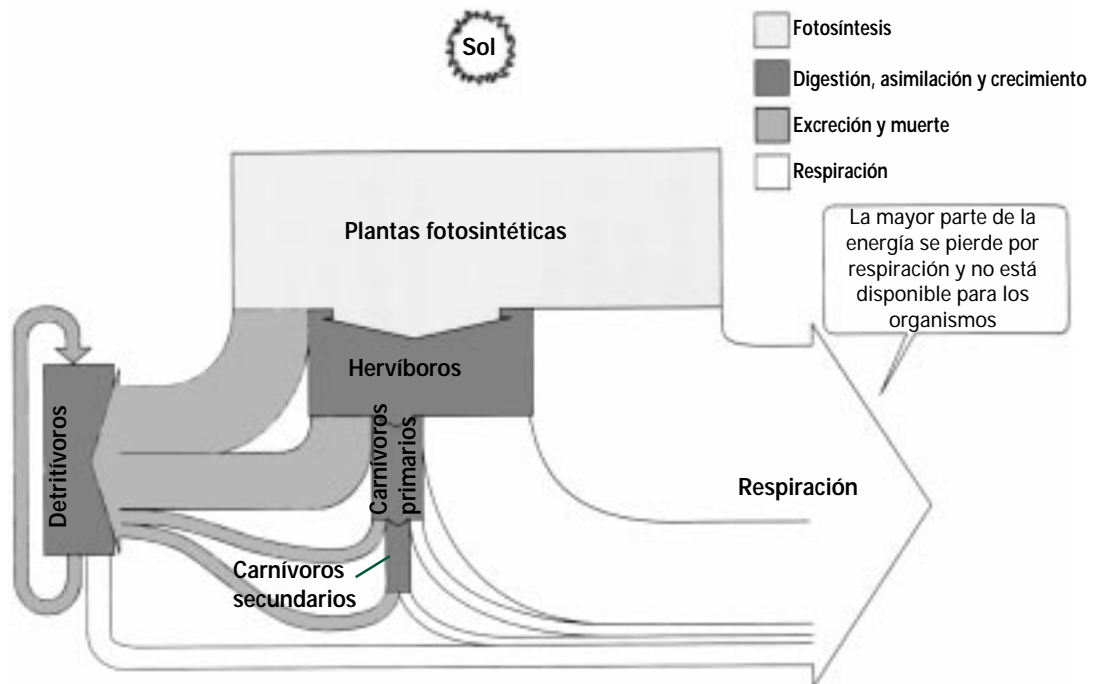 Sol
Fotosíntesis
Digestión, asimilación y crecimiento
Excreción y muerte
Respiración
Plantas fotosintéticas
La mayor parte de la
energía se pierde por
respiración y no está
disponible para los
organismos
Hervíboros
Detritívoros
Carnívoros
primarios
Respiración
Carnívoros
secundarios